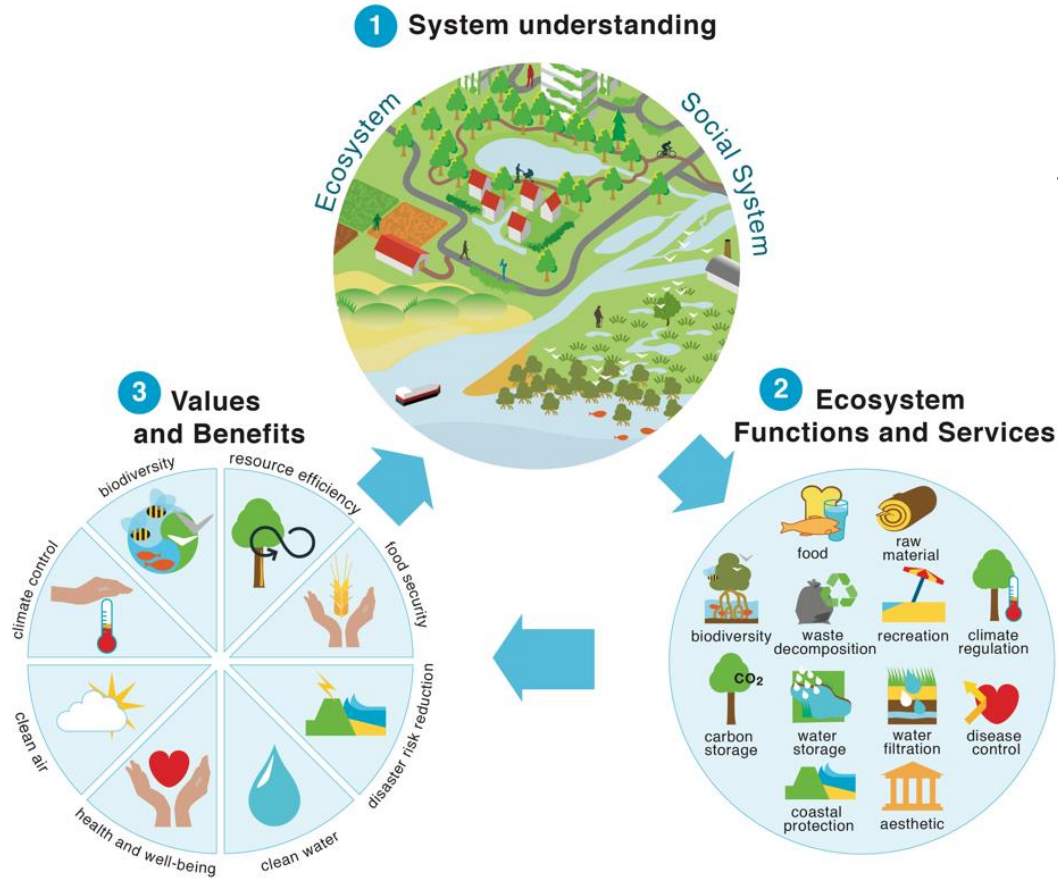 1 System understanding
Ecosystem
Social System
2 Ecosystem
Functions and Services
food
raw
material
biodiversity
waste
decomposition
recreation
climate
regulation
CO₂
carbon
storage
water
storage
water
filtration
disease
control
coastal
protection
aesthetic
3 Values
and Benefits
biodiversity
resource efficiency
food security
disaster risk reduction
clean water
health and well-being
clean air
climate control